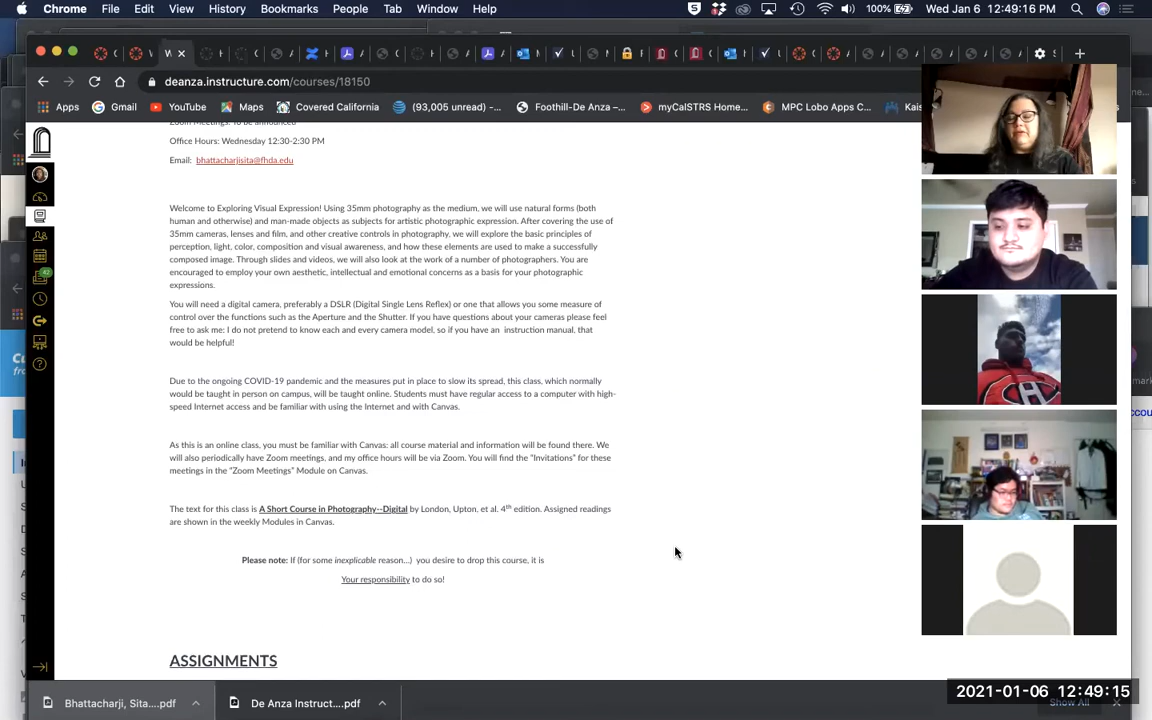 Chrome File Edit View History Bookmarks People Tab Window Help 100% Wed Jan 6 12:49:16 PM
deanza.instructure.com/courses/18150
Apps Gmail YouTube Maps Covered California (93,005 unread) -... Foothill-De Anza –... myCalSTRS Home... MPC Lobo Apps C... Kais
Zoom Meetings: To be announced
Office Hours: Wednesday 12:30-2:30 PM
Email: bhattacharjisita@fhda.edu
Welcome to Exploring Visual Expression! Using 35mm photography as the medium, we will use natural forms (both
human and otherwise) and man-made objects as subjects for artistic photographic expression. After covering the use of
35mm cameras, lenses and film, and other creative controls in photography, we will explore the basic principles of
perception, light, color, composition and visual awareness, and how these elements are used to make a successfully
composed image. Through slides and videos, we will also look at the work of a number of photographers. You are
encouraged to employ your own aesthetic, intellectual and emotional concerns as a basis for your photographic
expressions.
You will need a digital camera, preferably a DSLR (Digital Single Lens Reflex) or one that allows you some measure of
control over the functions such as the Aperture and the Shutter. If you have questions about your cameras please feel
free to ask me: I do not pretend to know each and every camera model, so if you have an instruction manual, that
would be helpful!
Due to the ongoing COVID-19 pandemic and the measures put in place to slow its spread, this class, which normally
would be taught in person on campus, will be taught online. Students must have regular access to a computer with high-
speed Internet access and be familiar with using the Internet and with Canvas.
As this is an online class, you must be familiar with Canvas: all course material and information will be found there. We
will also periodically have Zoom meetings, and my office hours will be via Zoom. You will find the "Invitations" for these
meetings in the "Zoom Meetings" Module on Canvas.
The text for this class is A Short Course in Photography--Digital by London, Upton, et al. 4th edition. Assigned readings
are shown in the weekly Modules in Canvas.
Please note: If (for some inexplicable reason...) you desire to drop this course, it is
Your responsibility to do so!
ASSIGNMENTS
Bhattacharji, Sita....pdf De Anza Instruct....pdf Show All
2021-01-06 12:49:15